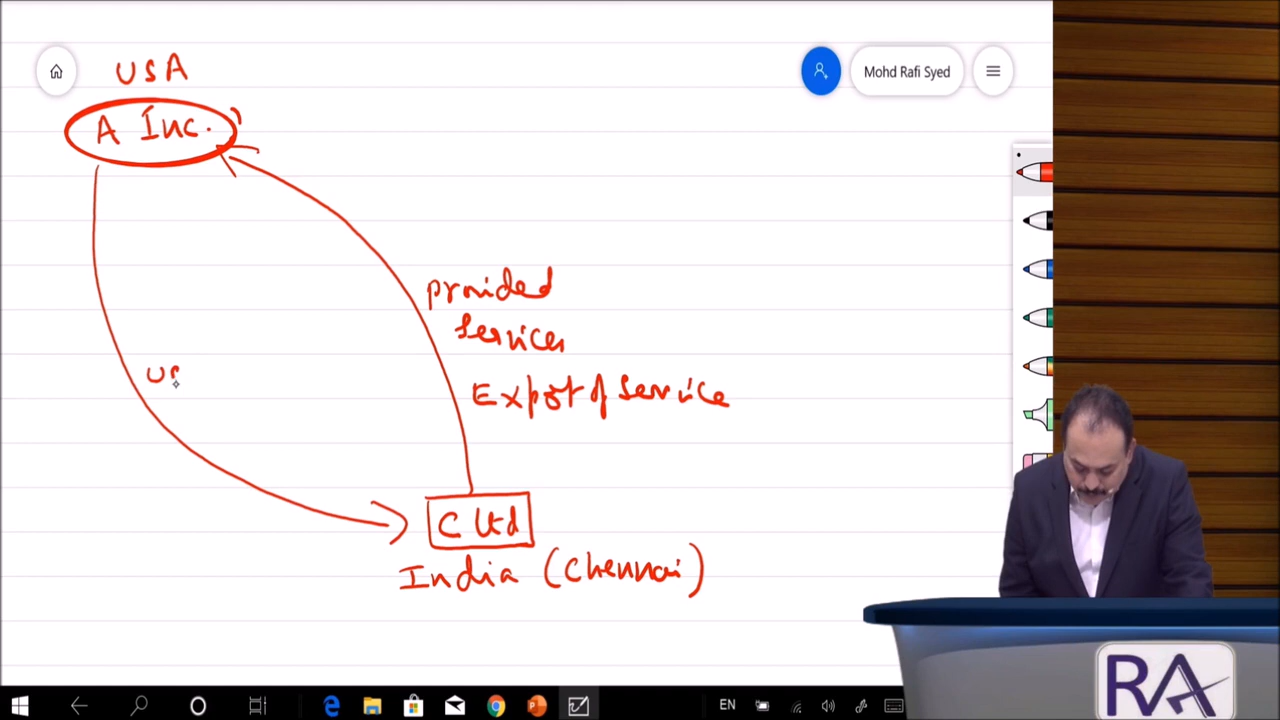 USA
A Inc.
Mohd Rafi Syed
provided
services
Export of service
C Ltd
India (Chennai)
EN
RA